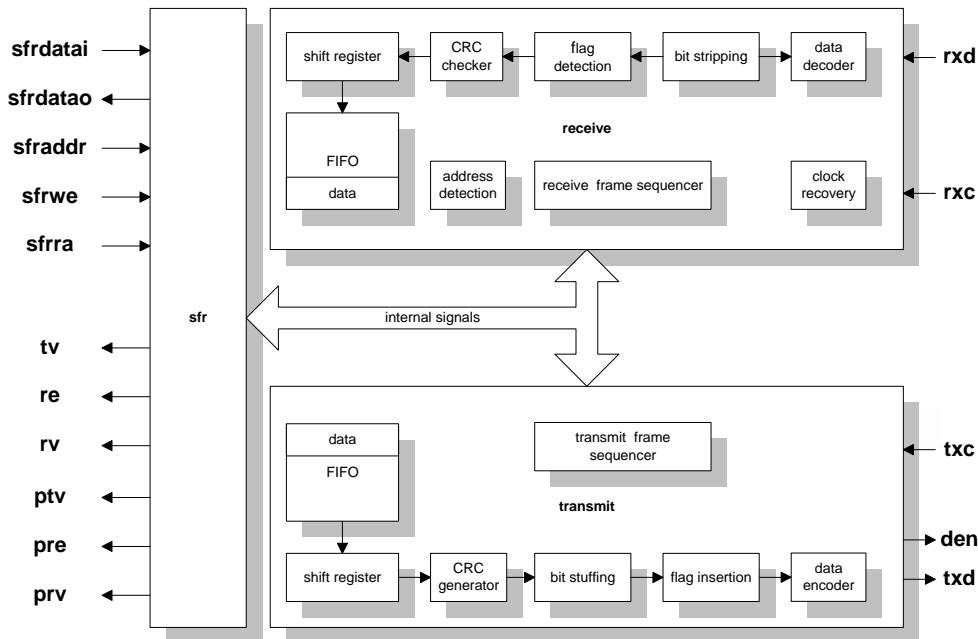 sfrdatai
sfrdatao
sfraddr
sfrwe
sfrra
tv
re
rv
ptv
pre
prv
sfr
shift register
CRC
checker
flag
detection
bit stripping
data
decoder
receive
FIFO
data
address
detection
receive frame sequencer
clock
recovery
rxd
rxc
internal signals
data
FIFO
transmit frame
sequencer
transmit
shift register
CRC
generator
bit stuffing
flag insertion
data
encoder
txc
den
txd